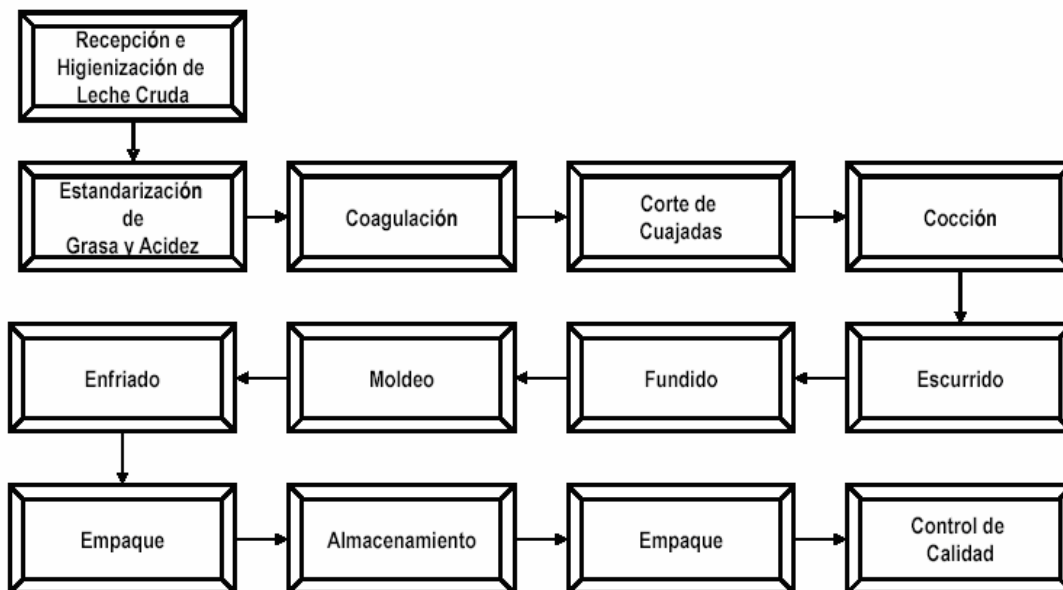 Recepción e
Higienización de
Leche Cruda
Estandarización
de
Grasa y Acidez
Coagulación
Corte de
Cuajadas
Cocción
Escurrido
Fundido
Moldeo
Enfriado
Empaque
Almacenamiento
Empaque
Control de
Calidad